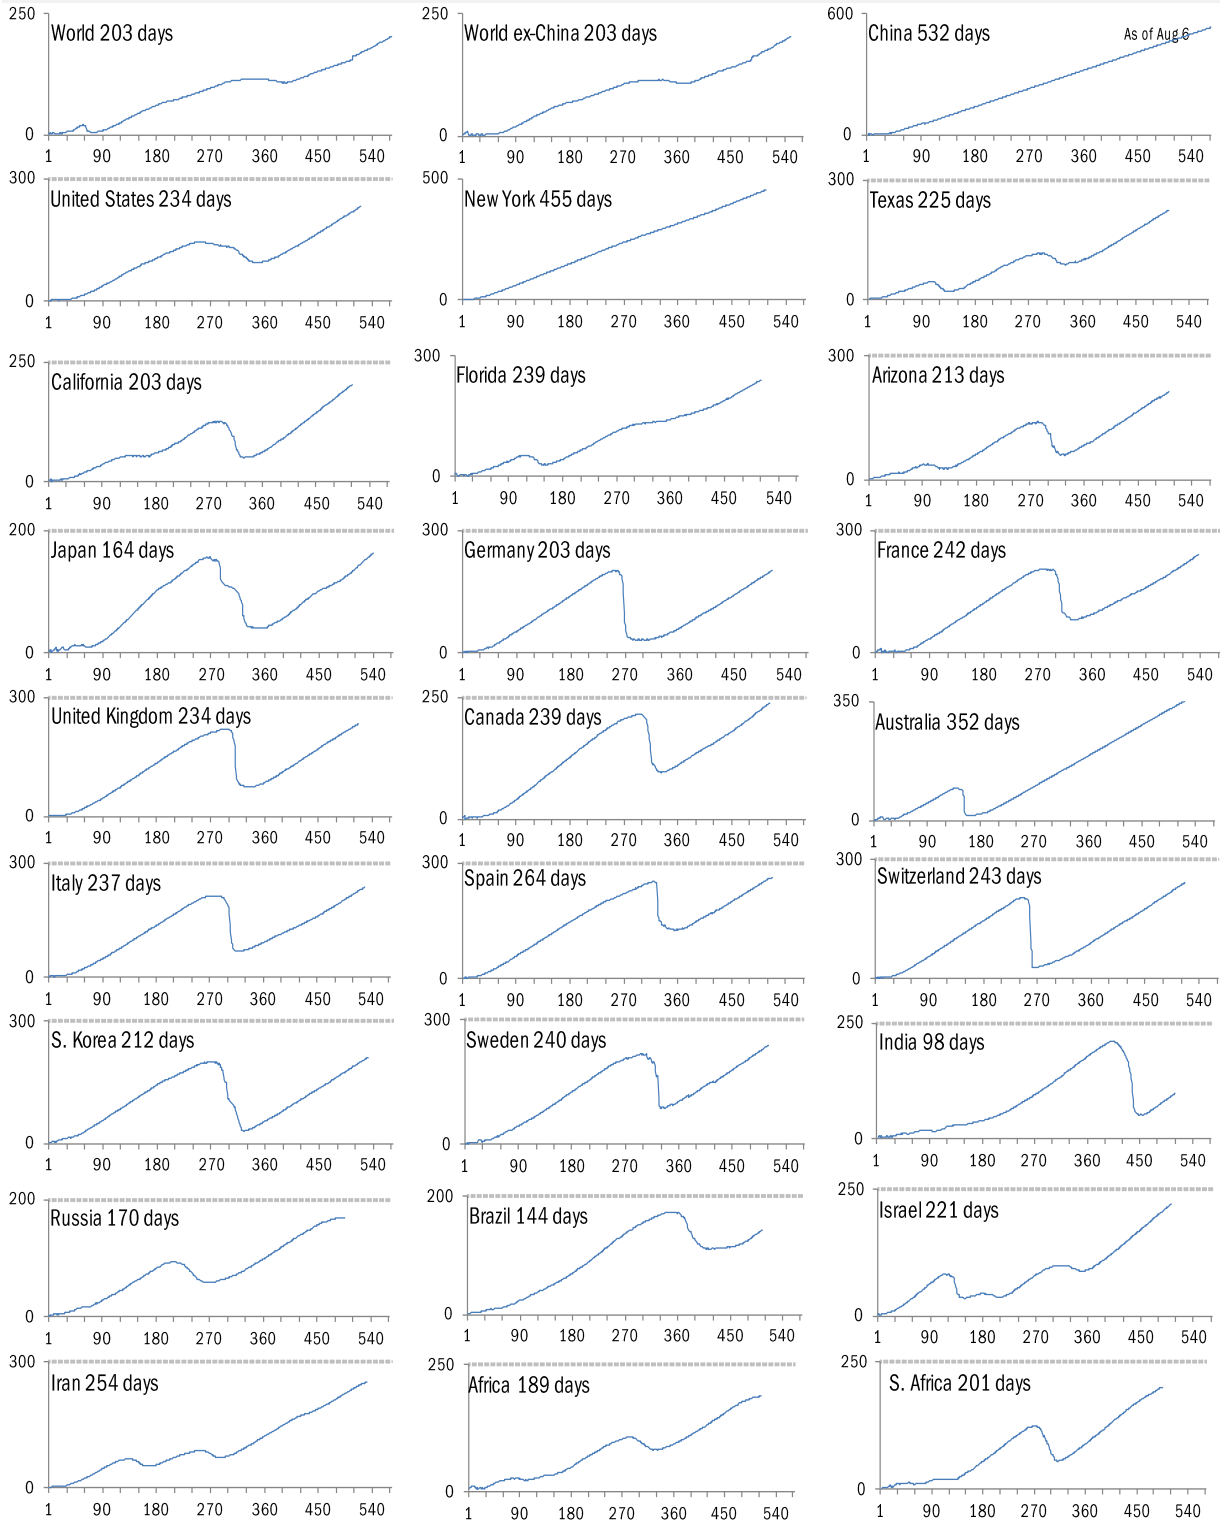 250 250 600
World 203 days World ex-China 203 days China 532 days As of Aug 6
0 0 0
1 90 180 270 360 450 540 1 90 180 270 360 450 540 1 90 180 270 360 450 540
300 500 300
United States 234 days New York 455 days Texas 225 days
0 0 0
1 90 180 270 360 450 540 1 90 180 270 360 450 540 1 90 180 270 360 450 540
250 300 300
California 203 days Florida 239 days Arizona 213 days
0 0 0
1 90 180 270 360 450 540 1 90 180 270 360 450 540 1 90 180 270 360 450 540
200 300 300
Japan 164 days Germany 203 days France 242 days
0 0 0
1 90 180 270 360 450 540 1 90 180 270 360 450 540 1 90 180 270 360 450 540
300 250 350
United Kingdom 234 days Canada 239 days Australia 352 days
0 0 0
1 90 180 270 360 450 540 1 90 180 270 360 450 540 1 90 180 270 360 450 540
300 300 300
Italy 237 days Spain 264 days Switzerland 243 days
0 0 0
1 90 180 270 360 450 540 1 90 180 270 360 450 540 1 90 180 270 360 450 540
300 300 250
S. Korea 212 days Sweden 240 days India 98 days
0 0 0
1 90 180 270 360 450 540 1 90 180 270 360 450 540 1 90 180 270 360 450 540
200 200 250
Russia 170 days Brazil 144 days Israel 221 days
0 0 0
1 90 180 270 360 450 540 1 90 180 270 360 450 540 1 90 180 270 360 450 540
300 250 250
Iran 254 days Africa 189 days S. Africa 201 days
0 0 0
1 90 180 270 360 450 540 1 90 180 270 360 450 540 1 90 180 270 360 450 540